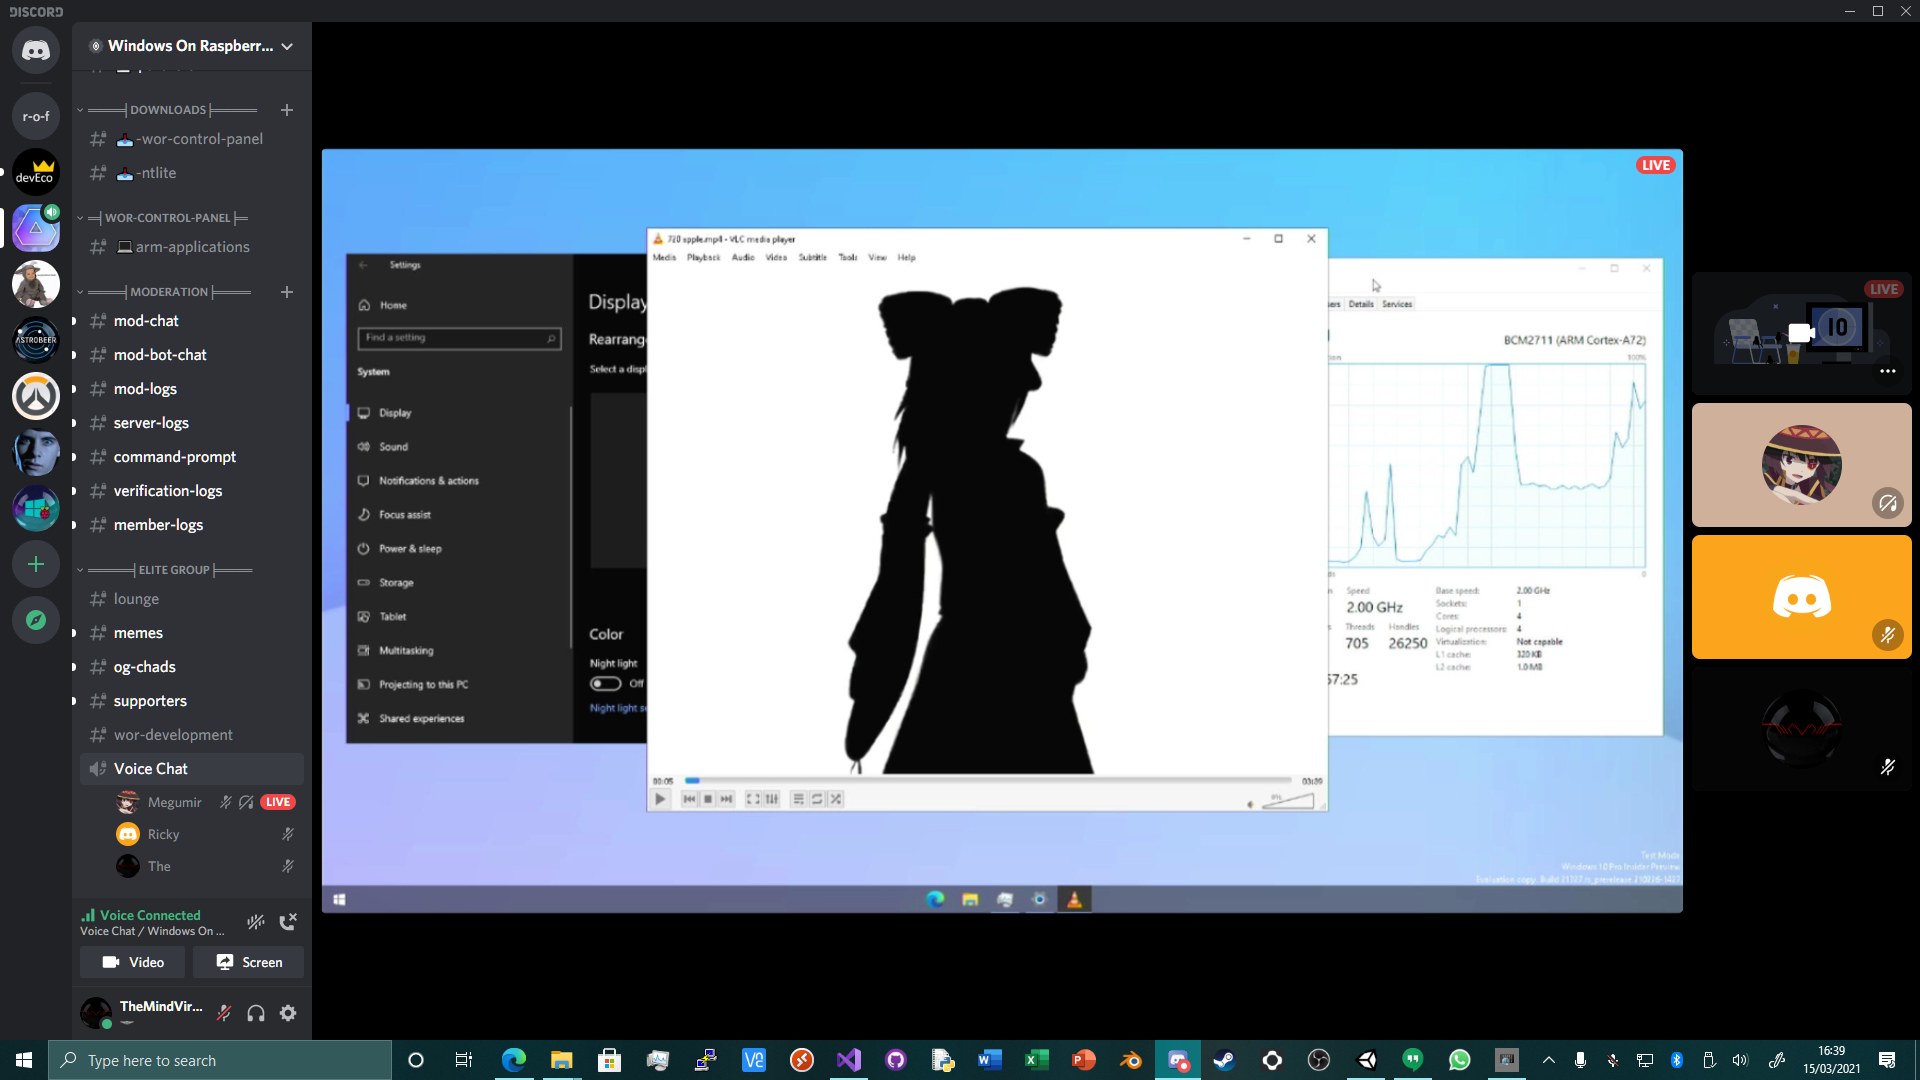 DISCORD
Windows On Raspberr...
DOWNLOADS
-wor-control-panel
-ntlite
WOR-CONTROL-PANEL
arm-applications
MODERATION
mod-chat
mod-bot-chat
mod-logs
server-logs
command-prompt
verification-logs
member-logs
ELITE GROUP
lounge
memes
og-chads
supporters
wor-development
Voice Chat
Megumir LIVE
Ricky
The
Voice Connected
Voice Chat / Windows On ...
Video Screen
TheMindVir...
r-o-f
devEco
ASTROBEER
LIVE
Settings
Home
Find a setting
System
Display
Sound
Notifications & actions
Focus assist
Power & sleep
Storage
Tablet
Multitasking
Projecting to this PC
Shared experiences
Display
Rearrang
Select a displ
Color
Night light
Off
Night light se
720 apple.mp4 - VLC media player
Media Playback Audio Video Subtitle Tools View Help
00:05 03:39
0%
Details Services
BCM2711 (ARM Cortex-A72)
100%
0
Speed
2.00 GHz
Threads Handles
705 26250
57:25
Base speed: 2.00 GHz
Sockets: 1
Cores: 4
Logical processors: 4
Virtualization: Not capable
L1 cache: 320 KB
L2 cache: 1.0 MB
Test Mode
Windows 10 Pro Insider Preview
LIVE
10
Type here to search
16:39
15/03/2021